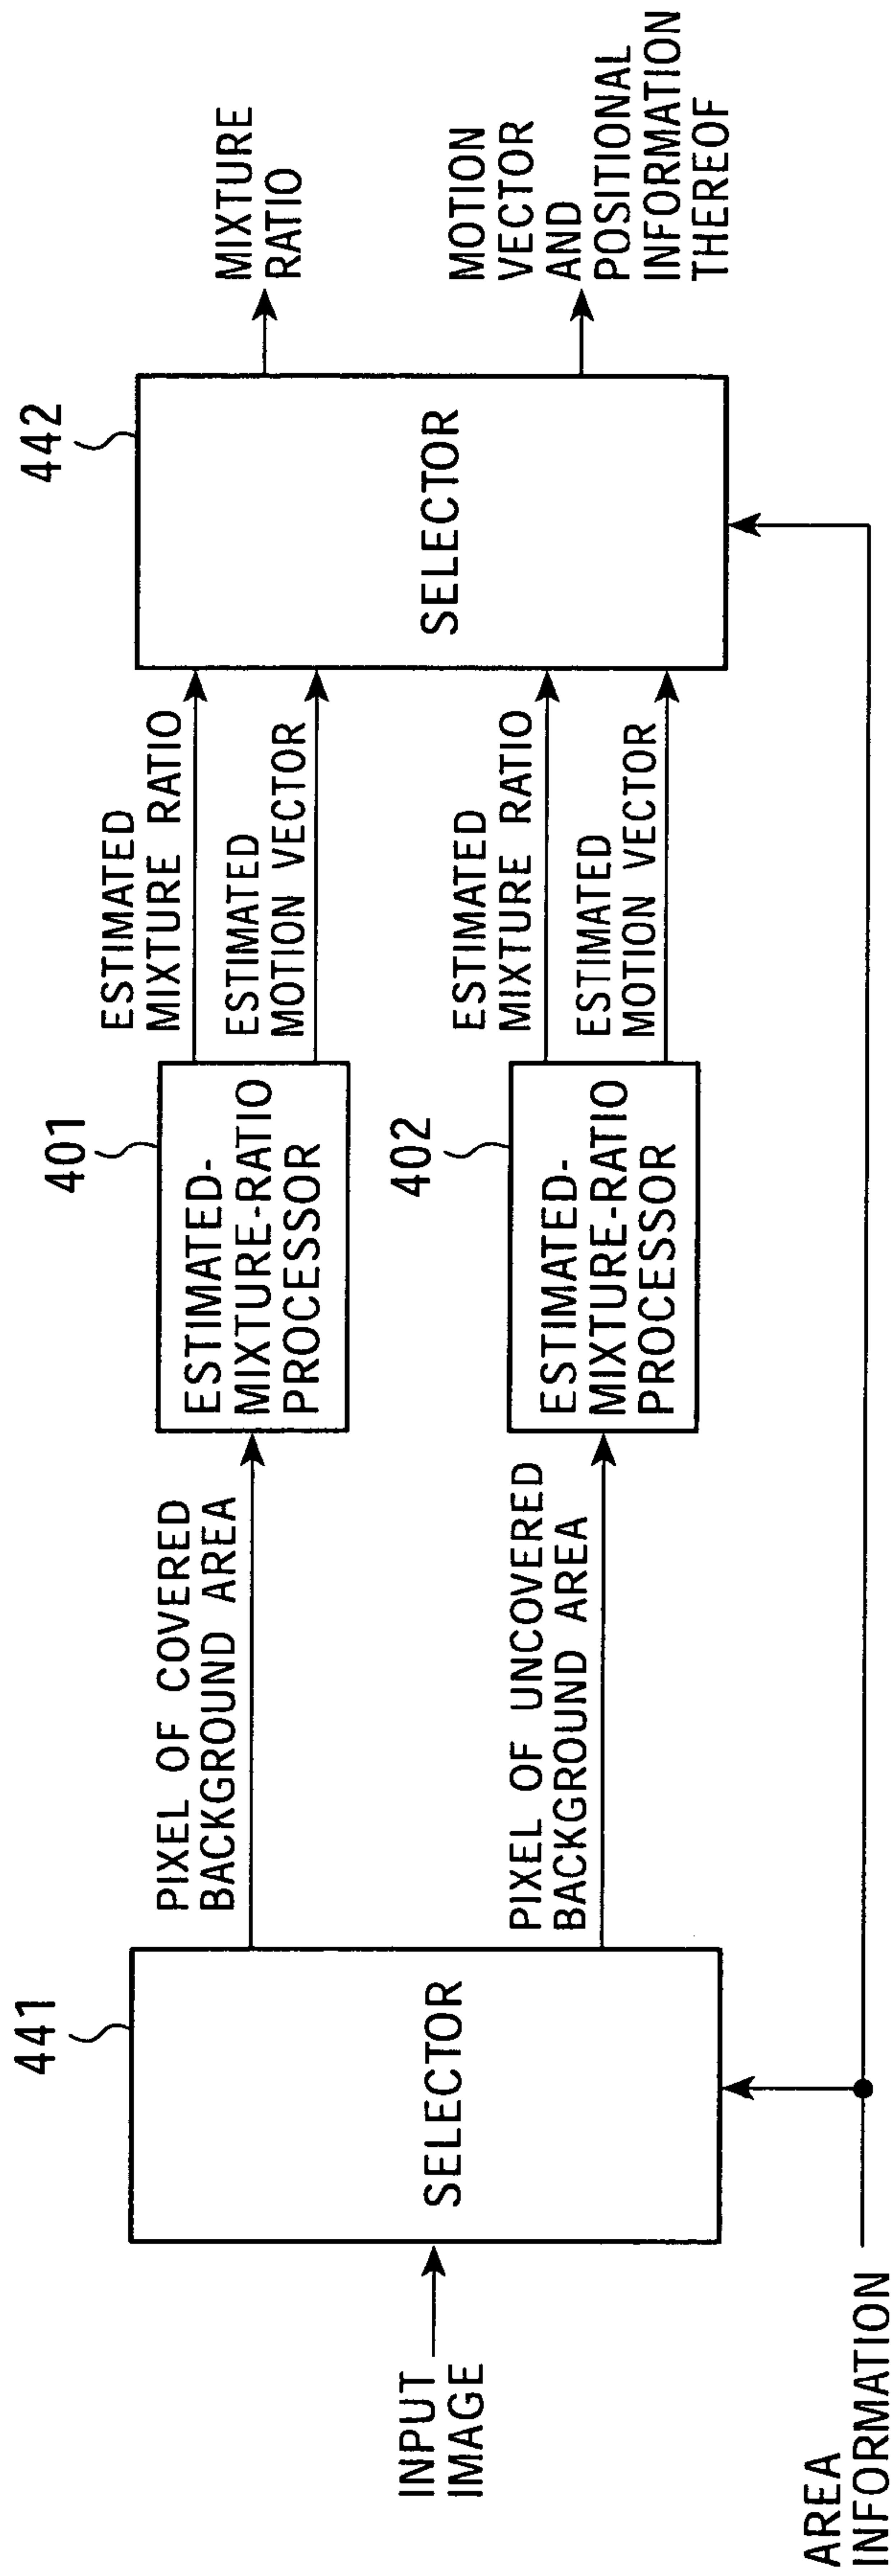 INPUT
IMAGE
AREA
INFORMATION
441
SELECTOR
PIXEL OF COVERED
BACKGROUND AREA
PIXEL OF UNCOVERED
BACKGROUND AREA
401
ESTIMATED-
MIXTURE-RATIO
PROCESSOR
402
ESTIMATED-
MIXTURE-RATIO
PROCESSOR
ESTIMATED
MIXTURE RATIO
ESTIMATED
MOTION VECTOR
ESTIMATED
MIXTURE RATIO
ESTIMATED
MOTION VECTOR
442
SELECTOR
MIXTURE
RATIO
MOTION
VECTOR
AND
POSITIONAL
INFORMATION
THEREOF